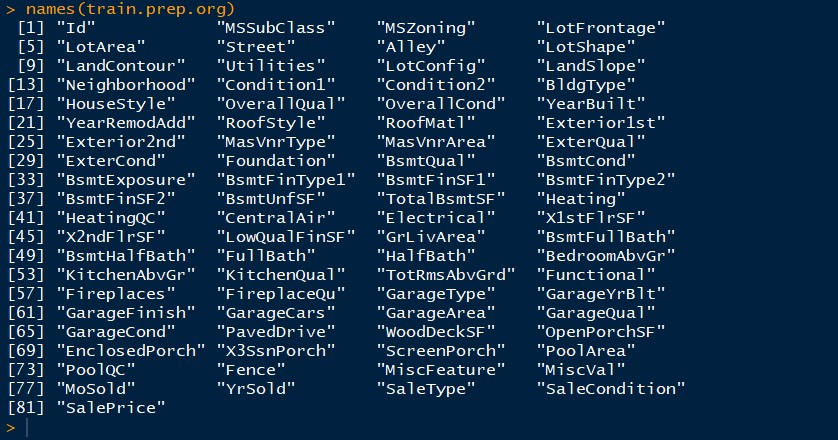 > names(train.prep.org)
 [1] "Id"            "MSSubClass"    "MSZoning"      "LotFrontage"
 [5] "LotArea"       "Street"        "Alley"         "LotShape"
 [9] "LandContour"   "Utilities"     "LotConfig"     "LandSlope"
[13] "Neighborhood"  "Condition1"    "Condition2"    "BldgType"
[17] "HouseStyle"    "OverallQual"   "OverallCond"   "YearBuilt"
[21] "YearRemodAdd"  "RoofStyle"     "RoofMatl"      "Exterior1st"
[25] "Exterior2nd"   "MasVnrType"    "MasVnrArea"    "ExterQual"
[29] "ExterCond"     "Foundation"    "BsmtQual"      "BsmtCond"
[33] "BsmtExposure"  "BsmtFinType1"  "BsmtFinSF1"    "BsmtFinType2"
[37] "BsmtFinSF2"    "BsmtUnfSF"     "TotalBsmtSF"   "Heating"
[41] "HeatingQC"     "CentralAir"    "Electrical"    "X1stFlrSF"
[45] "X2ndFlrSF"     "LowQualFinSF"  "GrLivArea"     "BsmtFullBath"
[49] "BsmtHalfBath"  "FullBath"      "HalfBath"      "BedroomAbvGr"
[53] "KitchenAbvGr"  "KitchenQual"   "TotRmsAbvGrd"  "Functional"
[57] "Fireplaces"    "FireplaceQu"   "GarageType"    "GarageYrBlt"
[61] "GarageFinish"  "GarageCars"    "GarageArea"    "GarageQual"
[65] "GarageCond"    "PavedDrive"    "WoodDeckSF"    "OpenPorchSF"
[69] "EnclosedPorch" "X3SsnPorch"    "ScreenPorch"   "PoolArea"
[73] "PoolQC"        "Fence"         "MiscFeature"   "MiscVal"
[77] "MoSold"        "YrSold"        "SaleType"      "SaleCondition"
[81] "SalePrice"
>